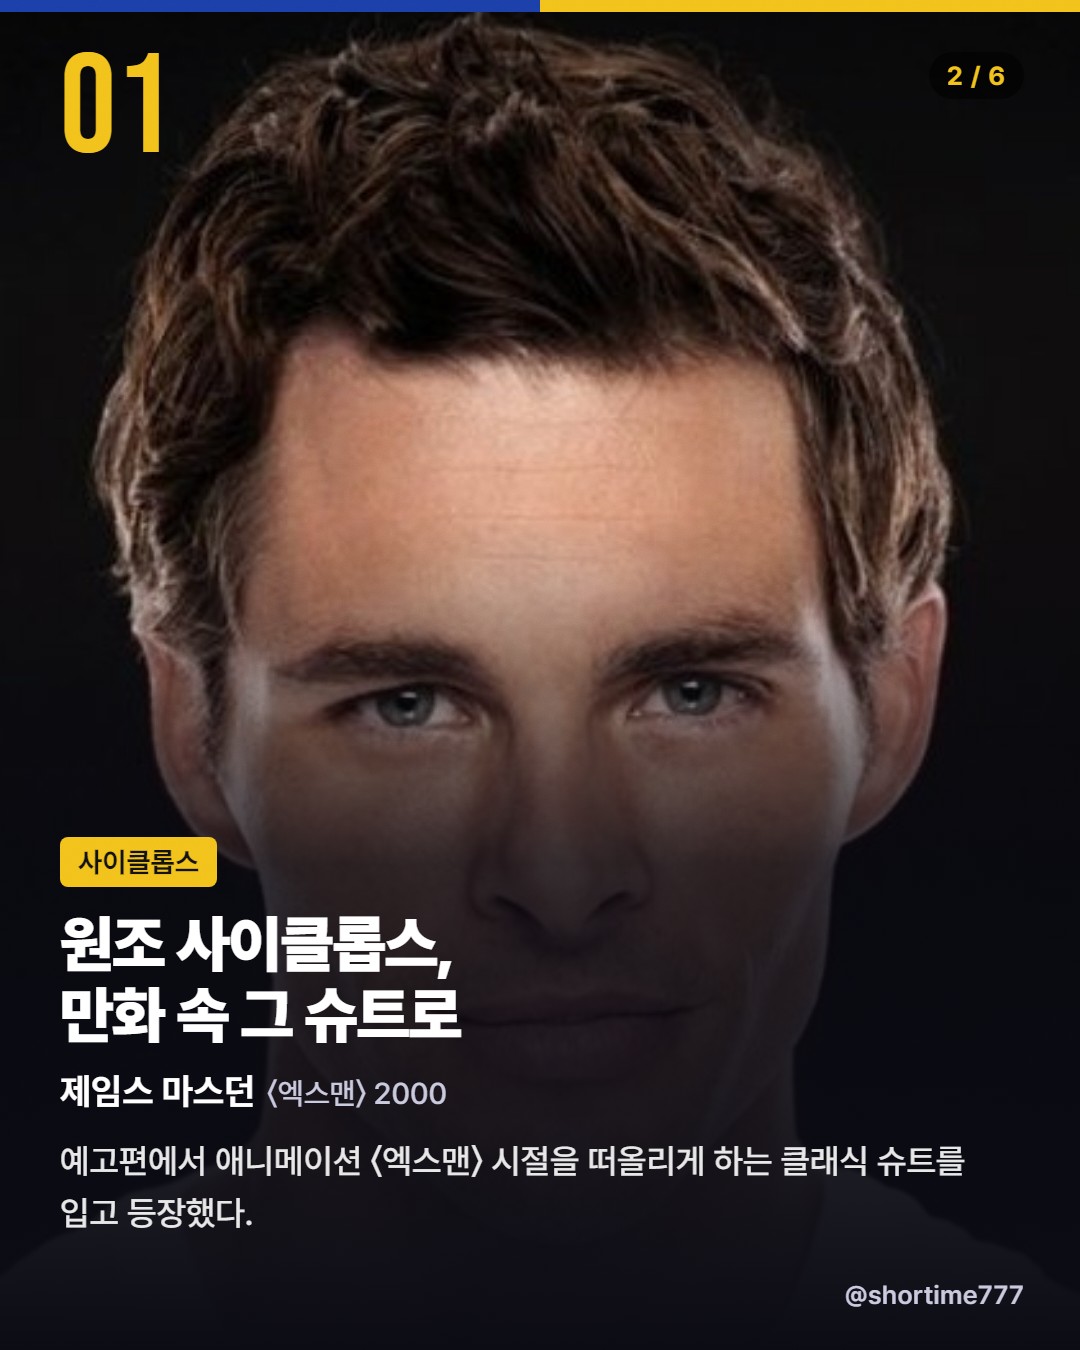 01
2 / 6
사이클롭스
원조 사이클롭스,
만화 속 그 슈트로
제임스 마스던 〈엑스맨〉 2000
예고편에서 애니메이션 〈엑스맨〉 시절을 떠올리게 하는 클래식 슈트를
입고 등장했다.
@shortime777